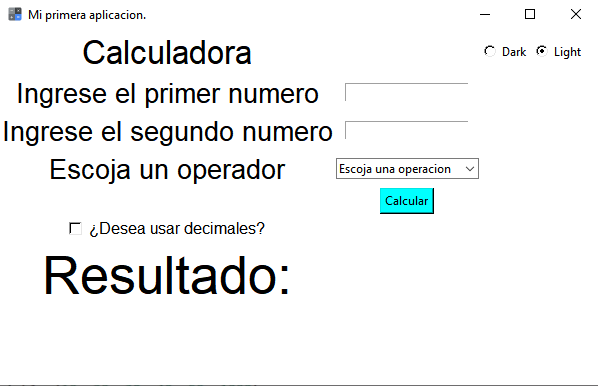 Mi primera aplicacion.
Calculadora
Dark Light
Ingrese el primer numero
Ingrese el segundo numero
Escoja un operador
Escoja una operacion
Calcular
¿Desea usar decimales?
Resultado: